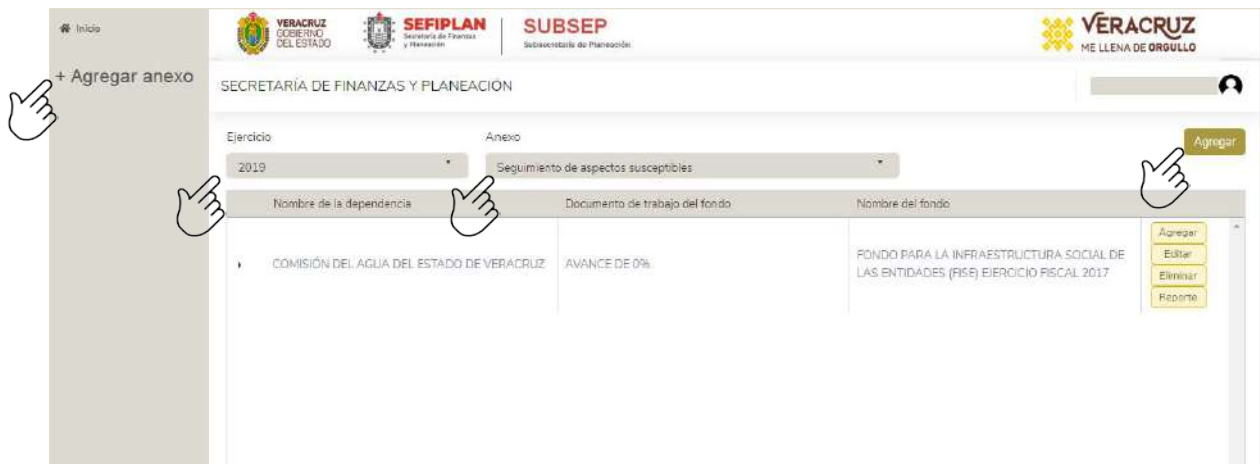 Inicio
+ Agregar anexo
VERACRUZ
GOBIERNO
DEL ESTADO
SEFIPLAN
Secretaría de Finanzas
y Planeación
SUBSEP
Subsecretaría de Planeación
VERACRUZ
ME LLENA DE ORGULLO
SECRETARÍA DE FINANZAS Y PLANEACIÓN
Ejercicio
Anexo
2019
Seguimiento de aspectos susceptibles
Agregar
Nombre de la dependencia
Documento de trabajo del fondo
Nombre del fondo
COMISIÓN DEL AGUA DEL ESTADO DE VERACRUZ
AVANCE DE 0%
FONDO PARA LA INFRAESTRUCTURA SOCIAL DE
LAS ENTIDADES (FISE) EJERCICIO FISCAL 2017
Agregar
Editar
Eliminar
Reporte